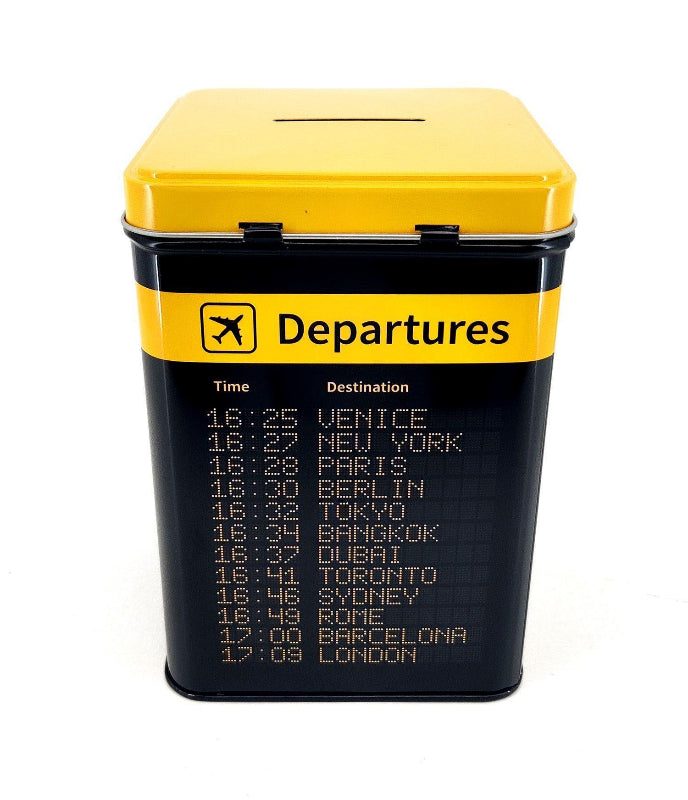 Departures
Time Destination
16:25 VENICE
16:27 NEW YORK
16:28 PARIS
16:30 BERLIN
16:32 TOKYO
16:34 BANGKOK
16:37 DUBAI
16:41 TORONTO
16:46 SYDNEY
16:49 ROME
17:00 BARCELONA
17:09 LONDON